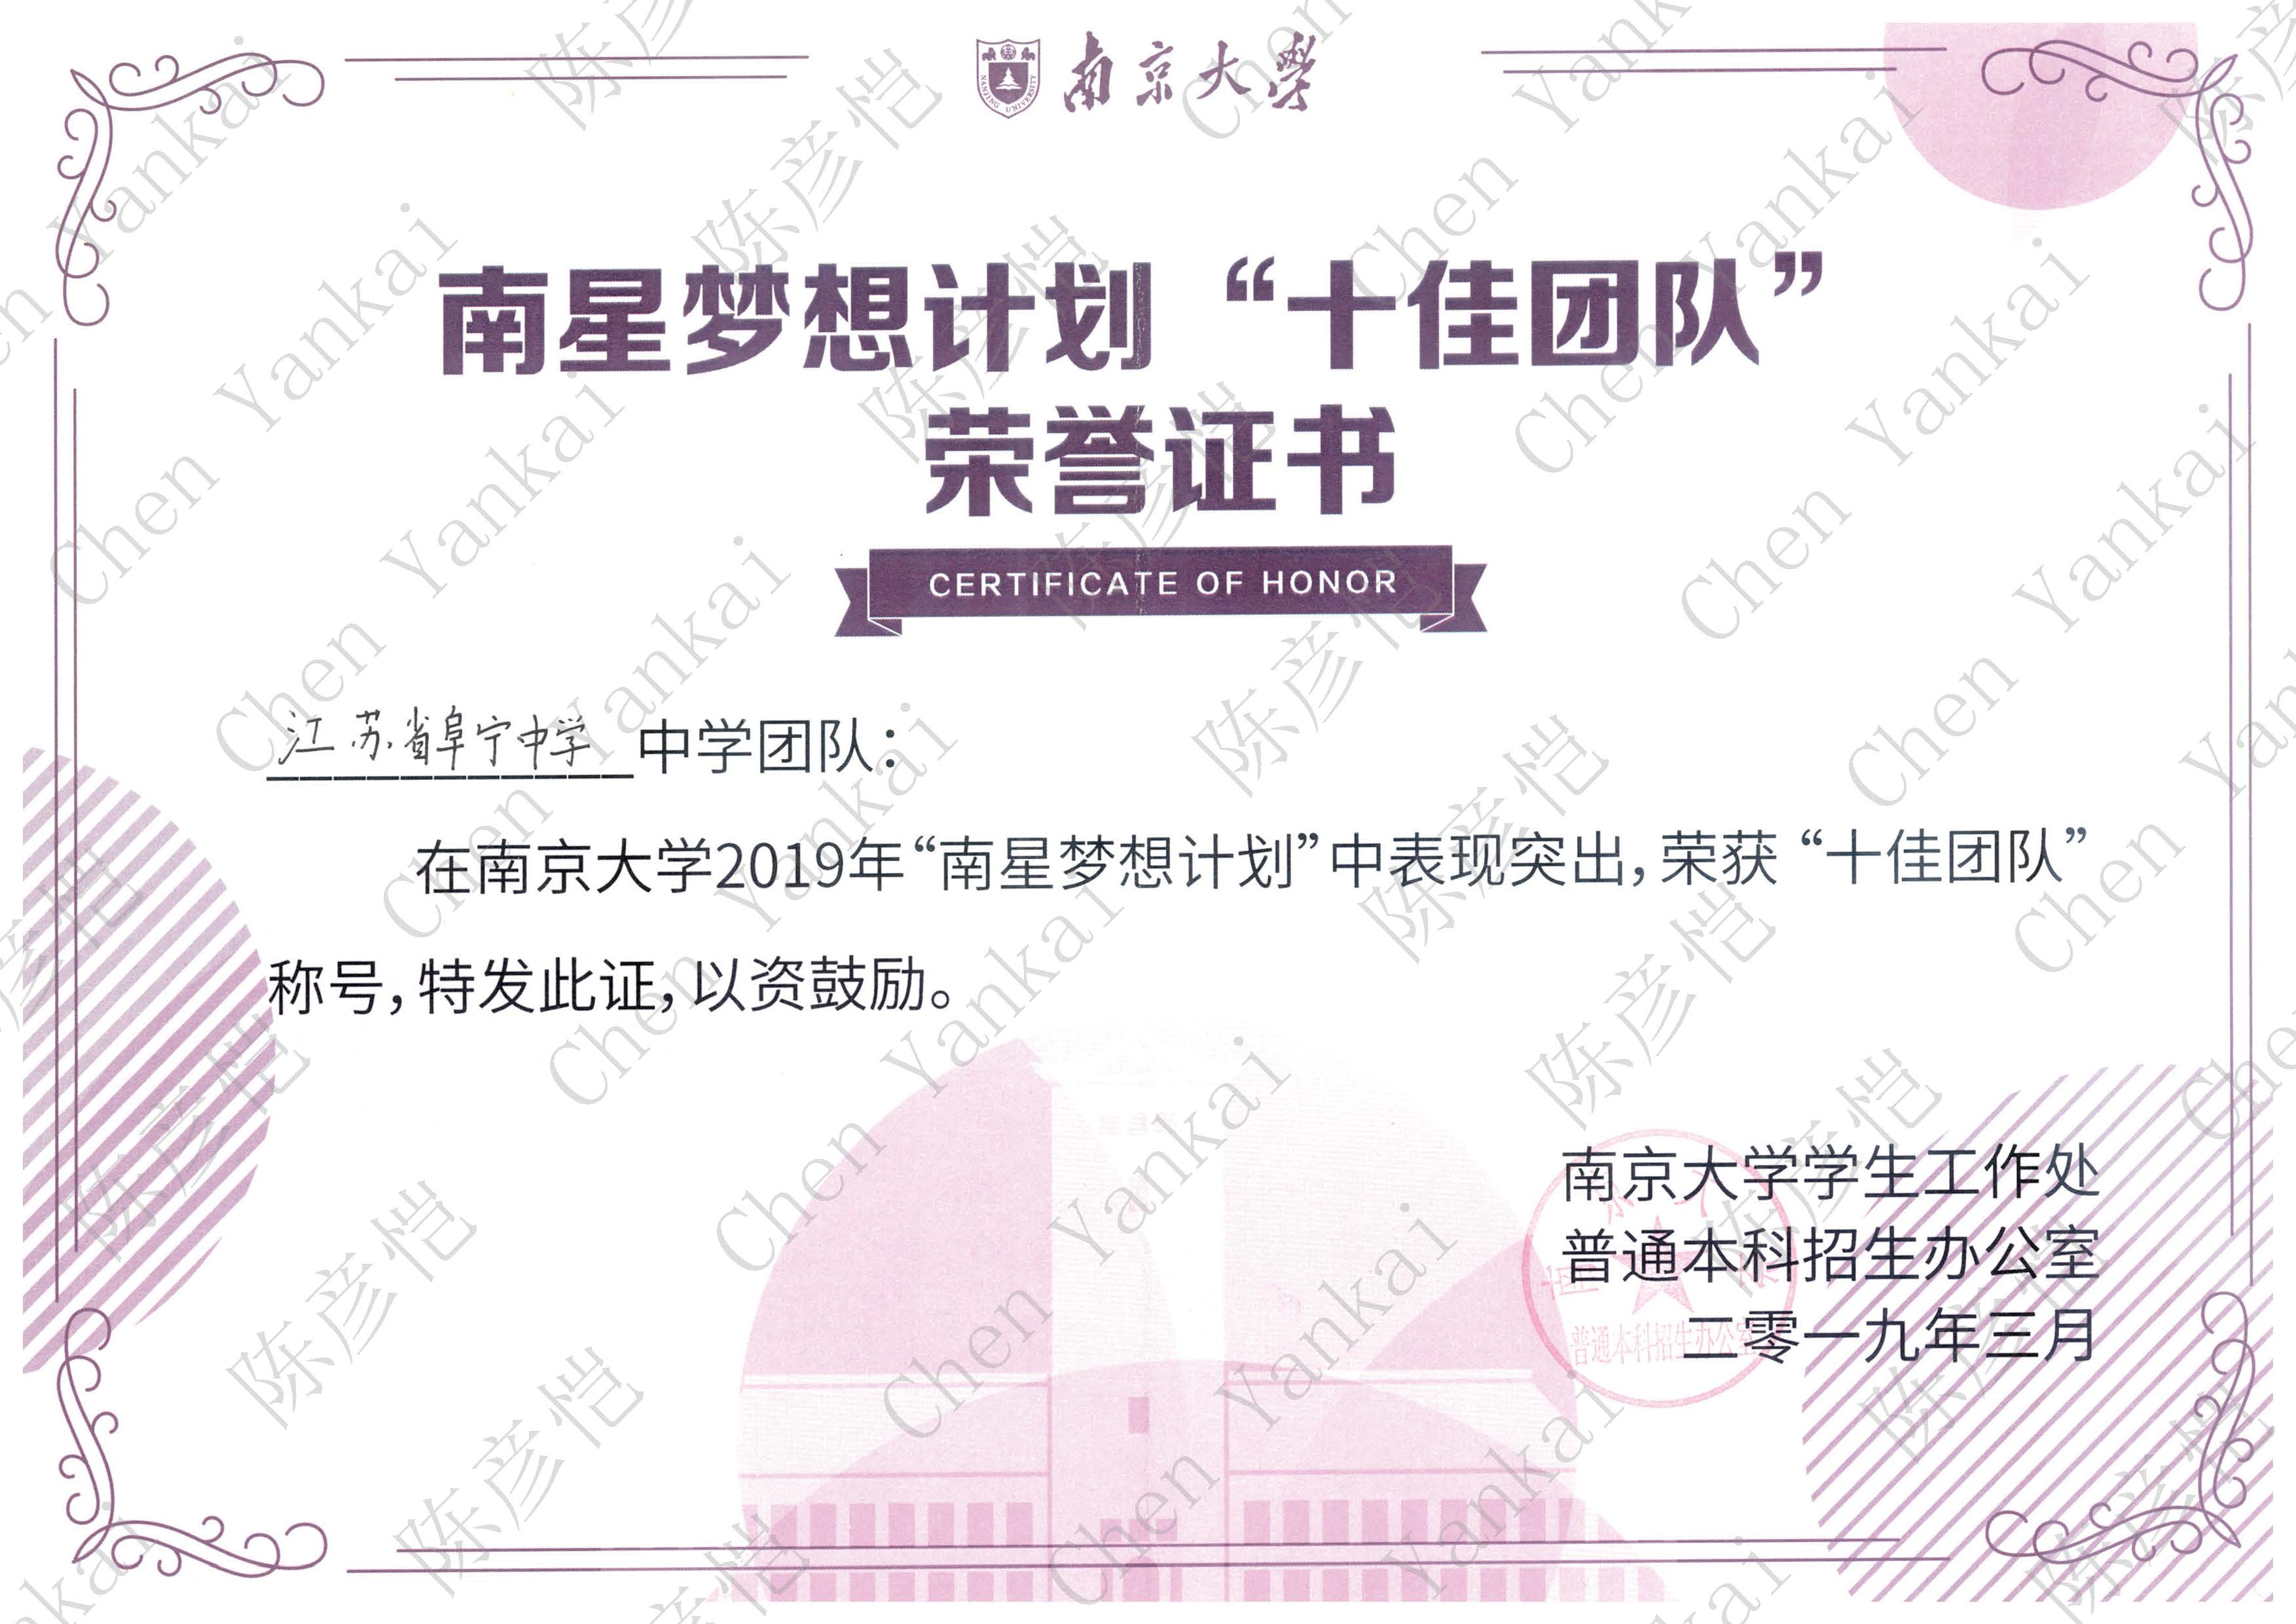 南京大學
NANJING UNIVERSITY
南星梦想计划“十佳团队”
荣誉证书
CERTIFICATE OF HONOR
江苏省阜宁中学中学团队：
在南京大学2019年“南星梦想计划”中表现突出，荣获“十佳团队”
称号，特发此证，以资鼓励。
南京大学学生工作处
普通本科招生办公室
二零一九年三月
普通本科招生办公室
陈彦恺
Chen Yankai